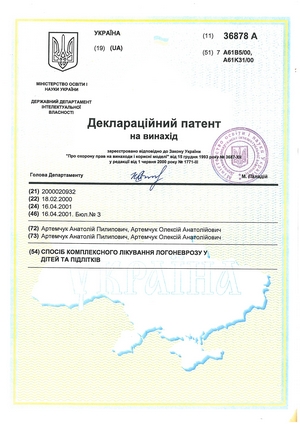 УКРАЇНА
(19) (UA)
(11) 36878 A
(51) 7 A61B5/00,
A61K31/00
МІНІСТЕРСТВО ОСВІТИ І
НАУКИ УКРАЇНИ
ДЕРЖАВНИЙ ДЕПАРТАМЕНТ
ІНТЕЛЕКТУАЛЬНОЇ
ВЛАСНОСТІ
Деклараційний патент
на винахід
зареєстровано відповідно до Закону України
"Про охорону прав на винаходи і корисні моделі" від 15 грудня 1993 року № 3687-XII
у редакції від 1 червня 2000 року № 1771-III
Голова Департаменту
М. Паладій
(21) 2000020932
(22) 18.02.2000
(24) 16.04.2001
(46) 16.04.2001. Бюл.№ 3
(72) Артемчук Анатолій Пилипович, Артемчук Олексій Анатолійович
(73) Артемчук Анатолій Пилипович, Артемчук Олексій Анатолійович
(54) СПОСІБ КОМПЛЕКСНОГО ЛІКУВАННЯ ЛОГОНЕВРОЗУ У
ДІТЕЙ ТА ПІДЛІТКІВ
УКРАЇНА